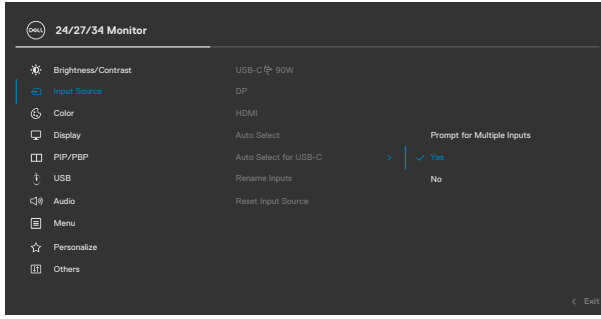 DELL 24/27/34 Monitor
Brightness/Contrast
Input Source
Color
Display
PIP/PBP
USB
Audio
Menu
Personalize
Others
USB-C 90W
DP
HDMI
Auto Select
Auto Select for USB-C
Rename Inputs
Reset Input Source
Prompt for Multiple Inputs
Yes
No
Exit